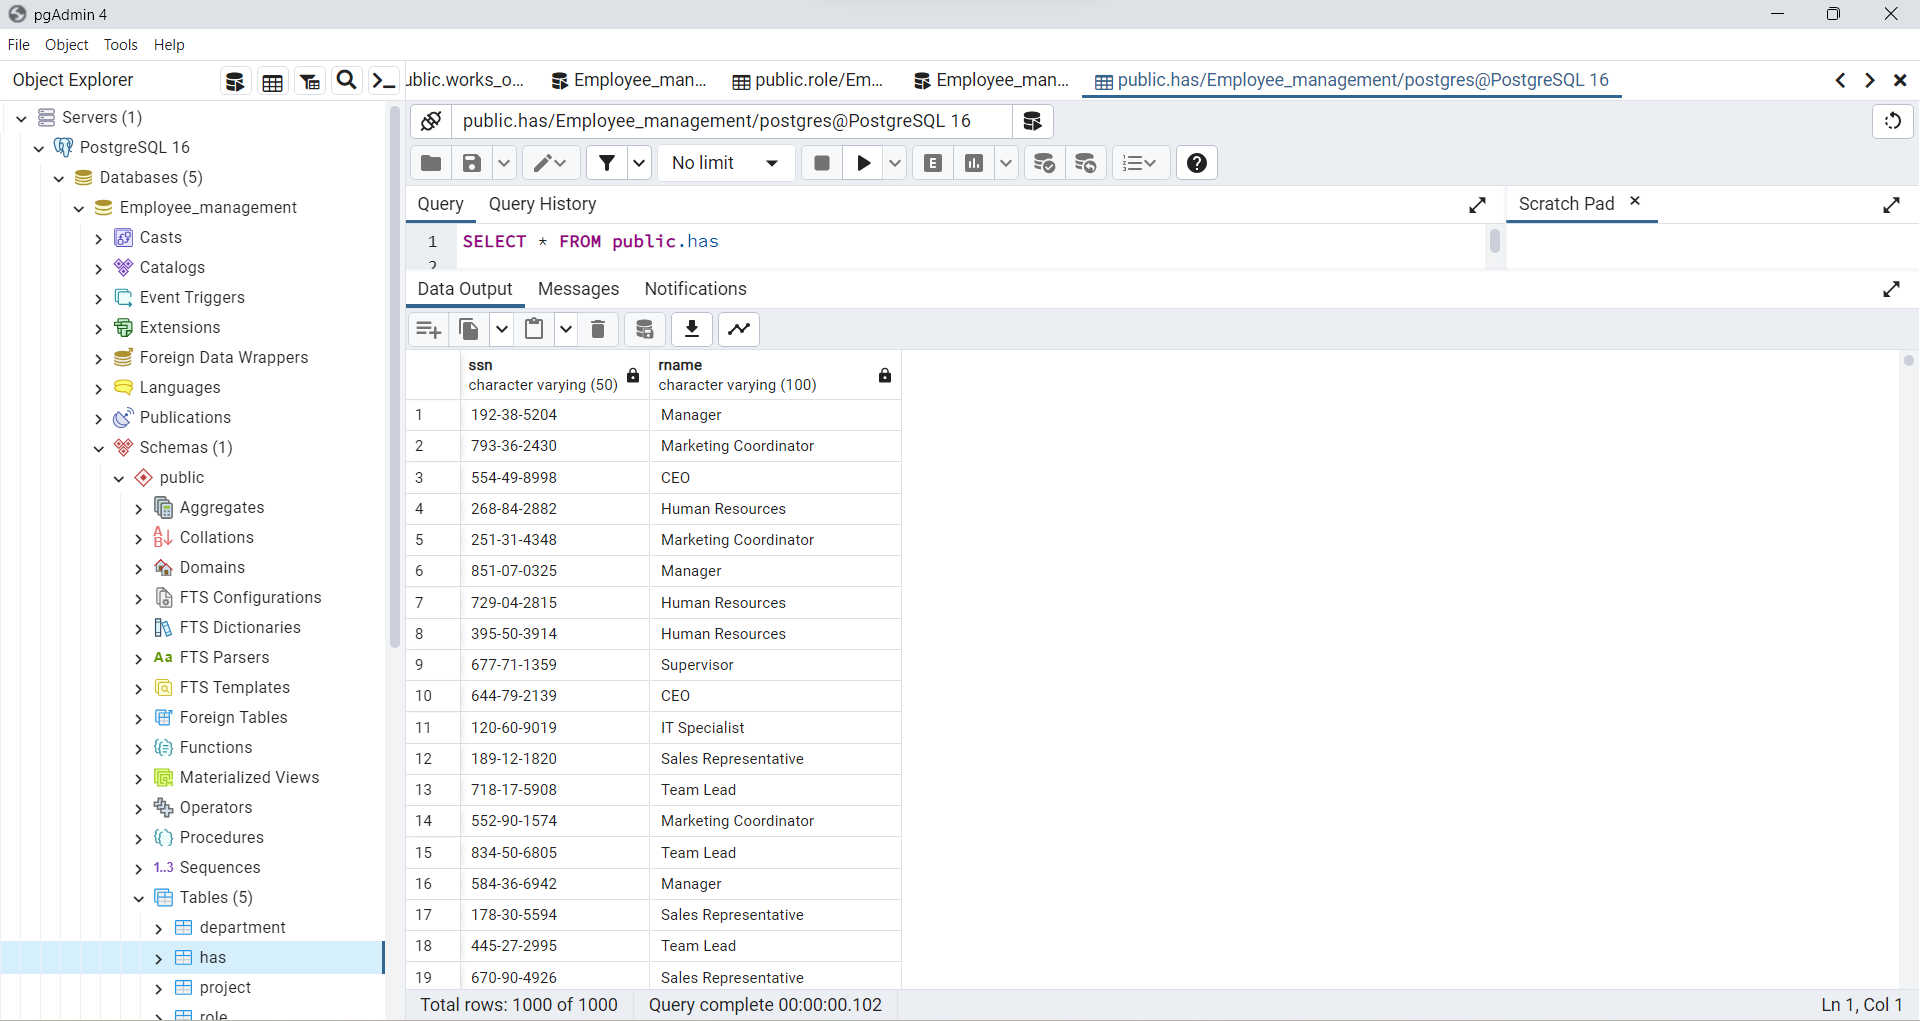 pgAdmin 4
File Object Tools Help
Object Explorer
ublic.works_o... Employee_man... public.role/Em... Employee_man... public.has/Employee_management/postgres@PostgreSQL 16
Servers (1)
PostgreSQL 16
Databases (5)
Employee_management
Casts
Catalogs
Event Triggers
Extensions
Foreign Data Wrappers
Languages
Publications
Schemas (1)
public
Aggregates
Collations
Domains
FTS Configurations
FTS Dictionaries
Aa FTS Parsers
FTS Templates
Foreign Tables
Functions
Materialized Views
Operators
Procedures
1..3 Sequences
Tables (5)
department
has
project
role
public.has/Employee_management/postgres@PostgreSQL 16
No limit
E
Query Query History
Scratch Pad
1 SELECT * FROM public.has
2
Data Output Messages Notifications
ssn rname
character varying (50) character varying (100)
1 192-38-5204 Manager
2 793-36-2430 Marketing Coordinator
3 554-49-8998 CEO
4 268-84-2882 Human Resources
5 251-31-4348 Marketing Coordinator
6 851-07-0325 Manager
7 729-04-2815 Human Resources
8 395-50-3914 Human Resources
9 677-71-1359 Supervisor
10 644-79-2139 CEO
11 120-60-9019 IT Specialist
12 189-12-1820 Sales Representative
13 718-17-5908 Team Lead
14 552-90-1574 Marketing Coordinator
15 834-50-6805 Team Lead
16 584-36-6942 Manager
17 178-30-5594 Sales Representative
18 445-27-2995 Team Lead
19 670-90-4926 Sales Representative
Total rows: 1000 of 1000 Query complete 00:00:00.102
Ln 1, Col 1